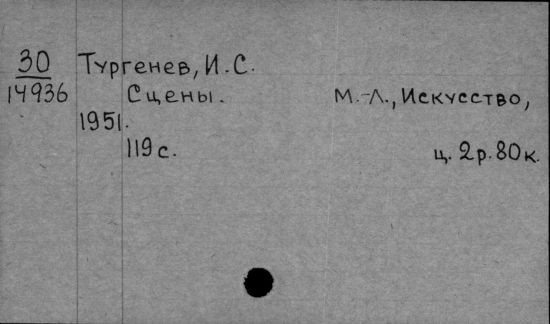 30 Тургенев, И.С.
14936 Сцены. М.-Л., Искусство,
1951.
119 с. ц. 2 р. 80 к.